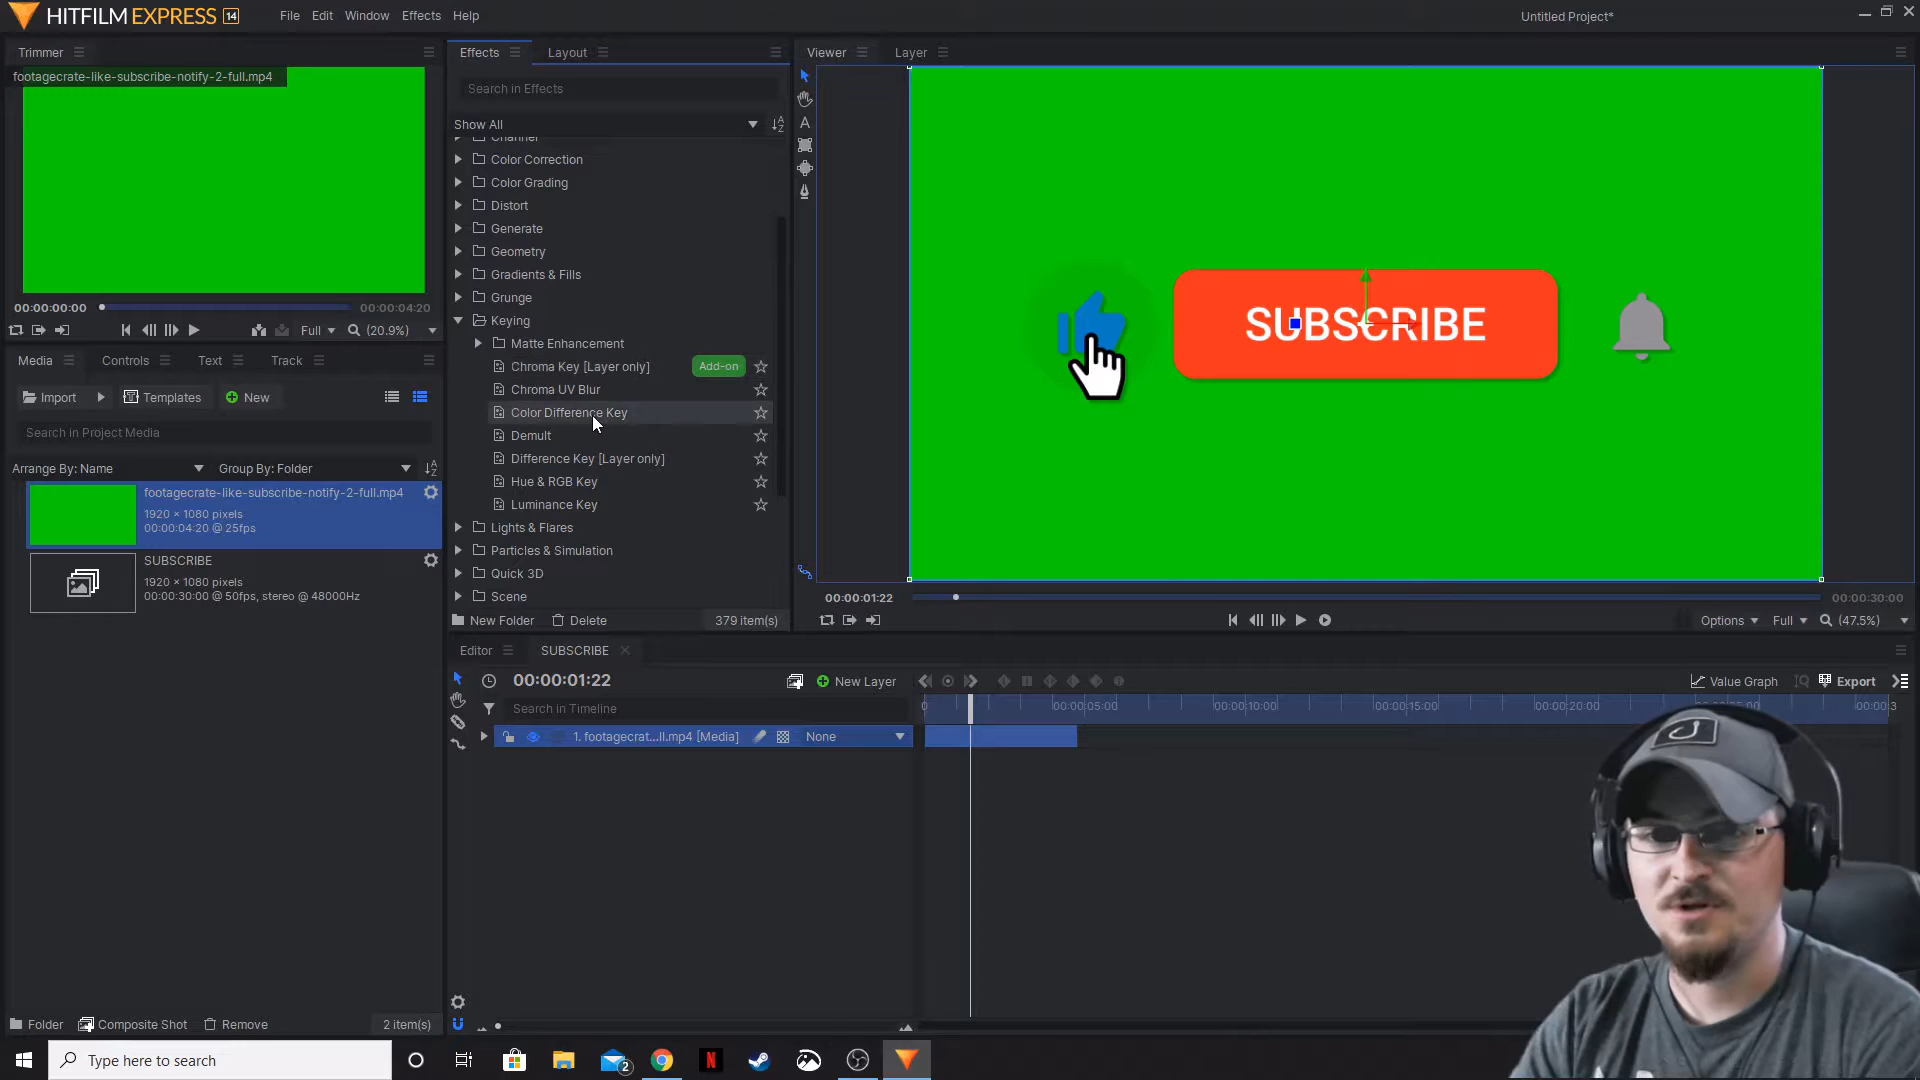 HITFILM EXPRESS 14
File Edit Window Effects Help
Untitled Project*
Trimmer
footagecrate-like-subscribe-notify-2-full.mp4
00:00:00:00
00:00:04:20
Full (20.9%)
Media Controls Text Track
Import Templates New
Search in Project Media
Arrange By: Name Group By: Folder
footagecrate-like-subscribe-notify-2-full.mp4
1920 × 1080 pixels
00:00:04:20 @ 25fps
SUBSCRIBE
1920 × 1080 pixels
00:00:30:00 @ 50fps, stereo @ 48000Hz
Folder Composite Shot Remove 2 item(s)
Effects Layout
Search in Effects
Show All
Channel
Color Correction
Color Grading
Distort
Generate
Geometry
Gradients & Fills
Grunge
Keying
Matte Enhancement
Chroma Key [Layer only] Add-on
Chroma UV Blur
Color Difference Key
Demult
Difference Key [Layer only]
Hue & RGB Key
Luminance Key
Lights & Flares
Particles & Simulation
Quick 3D
Scene
New Folder Delete 379 item(s)
Viewer Layer
SUBSCRIBE
00:00:01:22
00:00:30:00
Options Full (47.5%)
Editor SUBSCRIBE
00:00:01:22
New Layer
Value Graph Export
Search in Timeline
0 00:00:05:00 00:00:10:00 00:00:15:00 00:00:20:00
1. footagecrat...ll.mp4 [Media] None
Type here to search
2